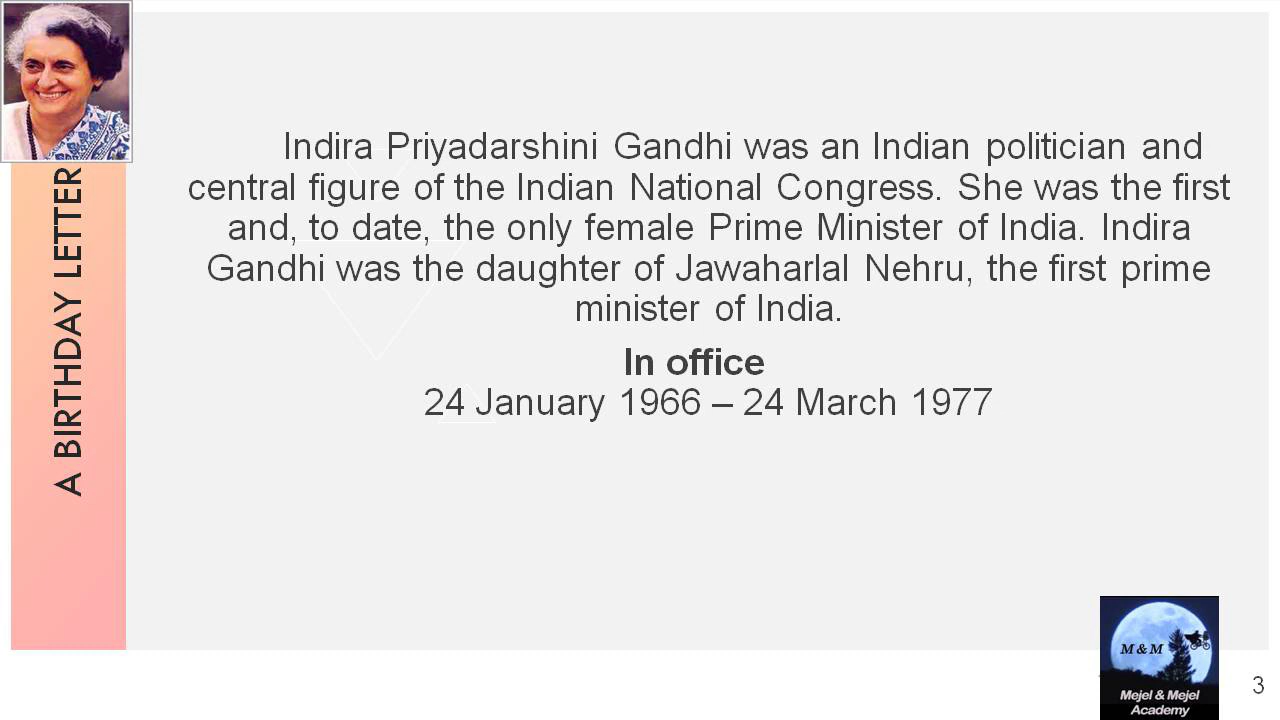 A BIRTHDAY LETTER
Indira Priyadarshini Gandhi was an Indian politician and
central figure of the Indian National Congress. She was the first
and, to date, the only female Prime Minister of India. Indira
Gandhi was the daughter of Jawaharlal Nehru, the first prime
minister of India.
In office
24 January 1966 – 24 March 1977
M & M
Mejel & Mejel
Academy
3